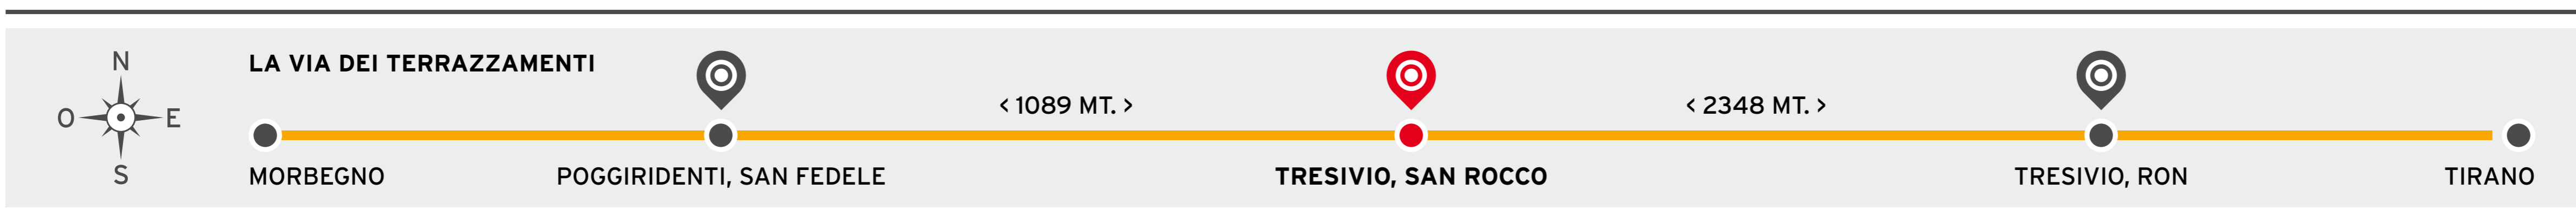 N
O E
S
LA VIA DEI TERRAZZAMENTI
< 1089 MT. >
< 2348 MT. >
MORBEGNO
POGGIRIDENTI, SAN FEDELE
TRESIVIO, SAN ROCCO
TRESIVIO, RON
TIRANO